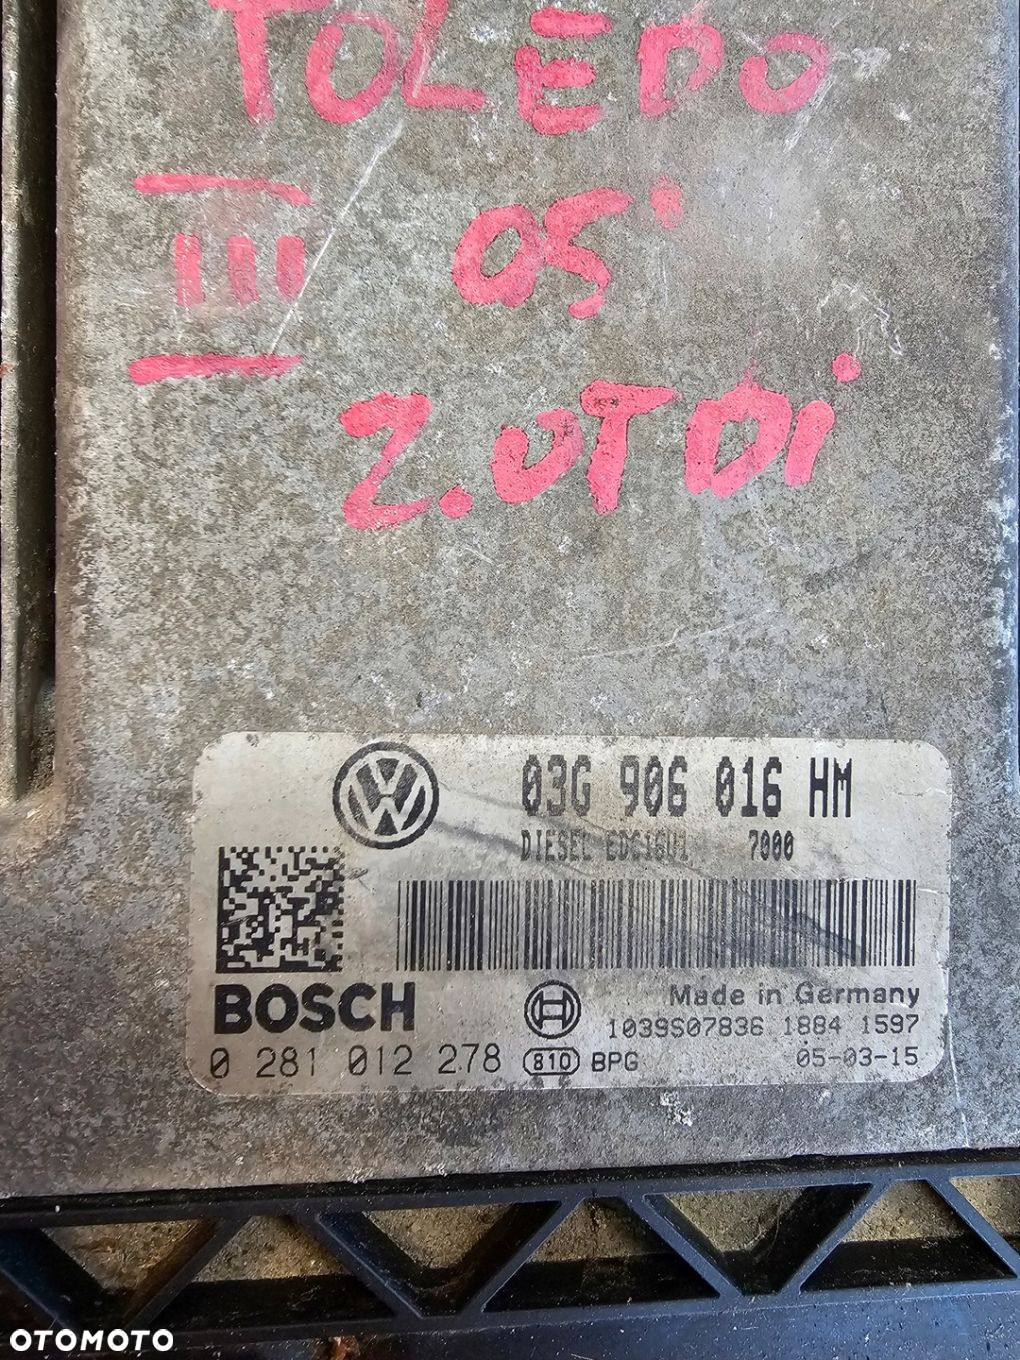 TOLEDO
III 05'
2.0TDi
03G 906 016 HM
DIESEL EDC16U1 7000
BOSCH
Made in Germany
1039S07836 1884 1597
0 281 012 278 810 BPG 05-03-15
OTOMOTO